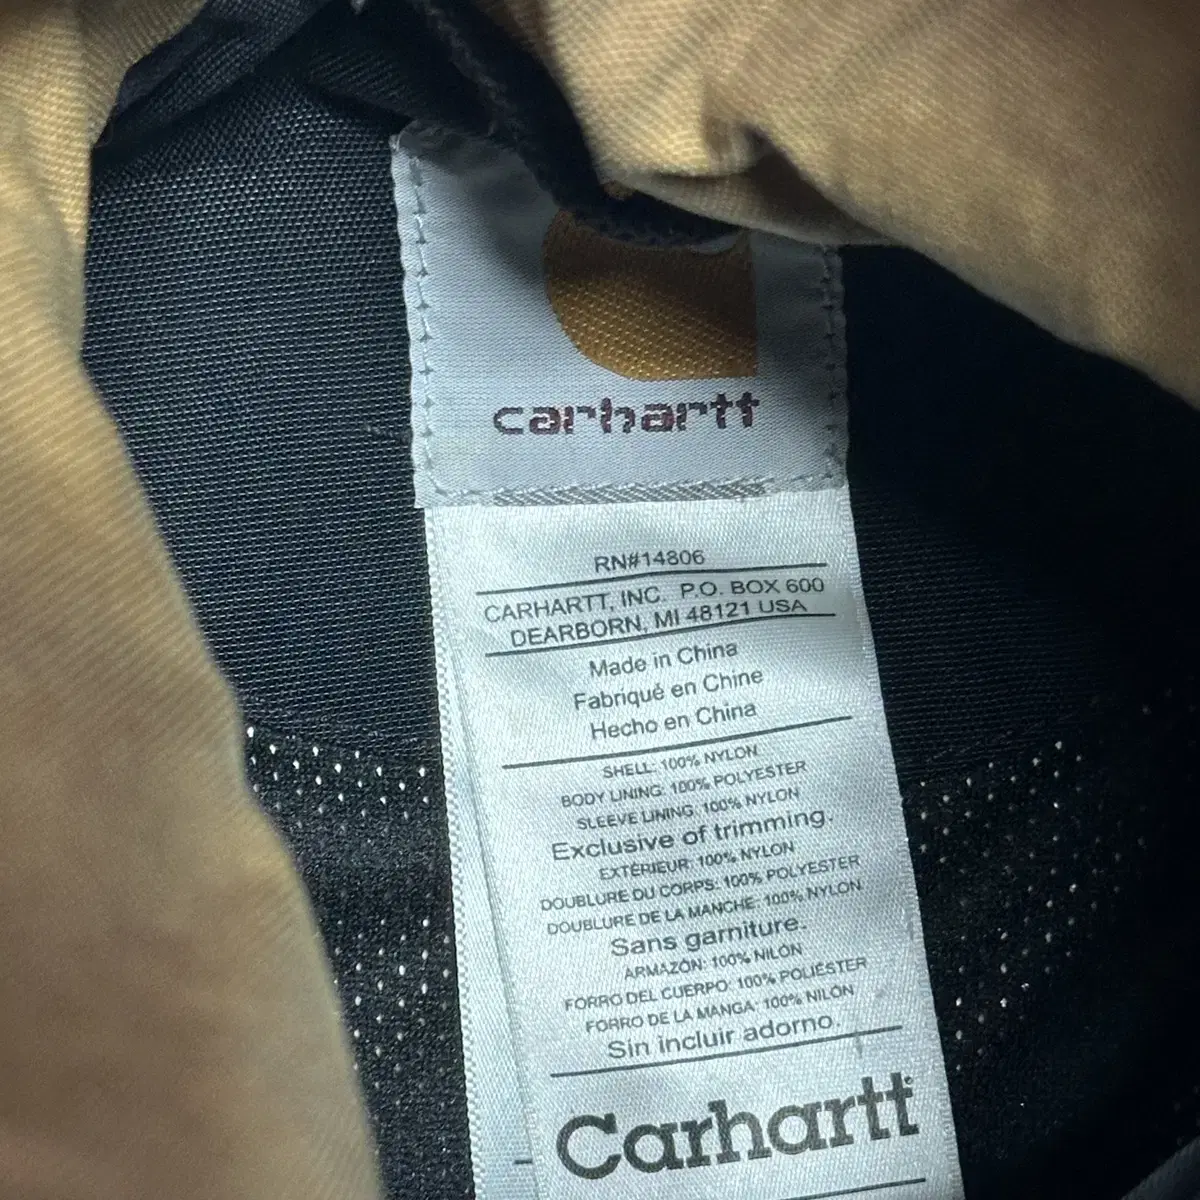 carhartt
RN#14806
CARHARTT, INC. P.O. BOX 600
DEARBORN, MI 48121 USA
Made in China
Fabriqué en Chine
Hecho en China
SHELL: 100% NYLON
BODY LINING: 100% POLYESTER
SLEEVE LINING: 100% NYLON
Exclusive of trimming.
EXTÉRIEUR: 100% NYLON
DOUBLURE DU CORPS: 100% POLYESTER
DOUBLURE DE LA MANCHE: 100% NYLON
Sans garniture.
ARMAZÓN: 100% NILÓN
FORRO DEL CUERPO: 100% POLIÉSTER
FORRO DE LA MANGA: 100% NILÓN
Sin incluir adorno.
Carhartt